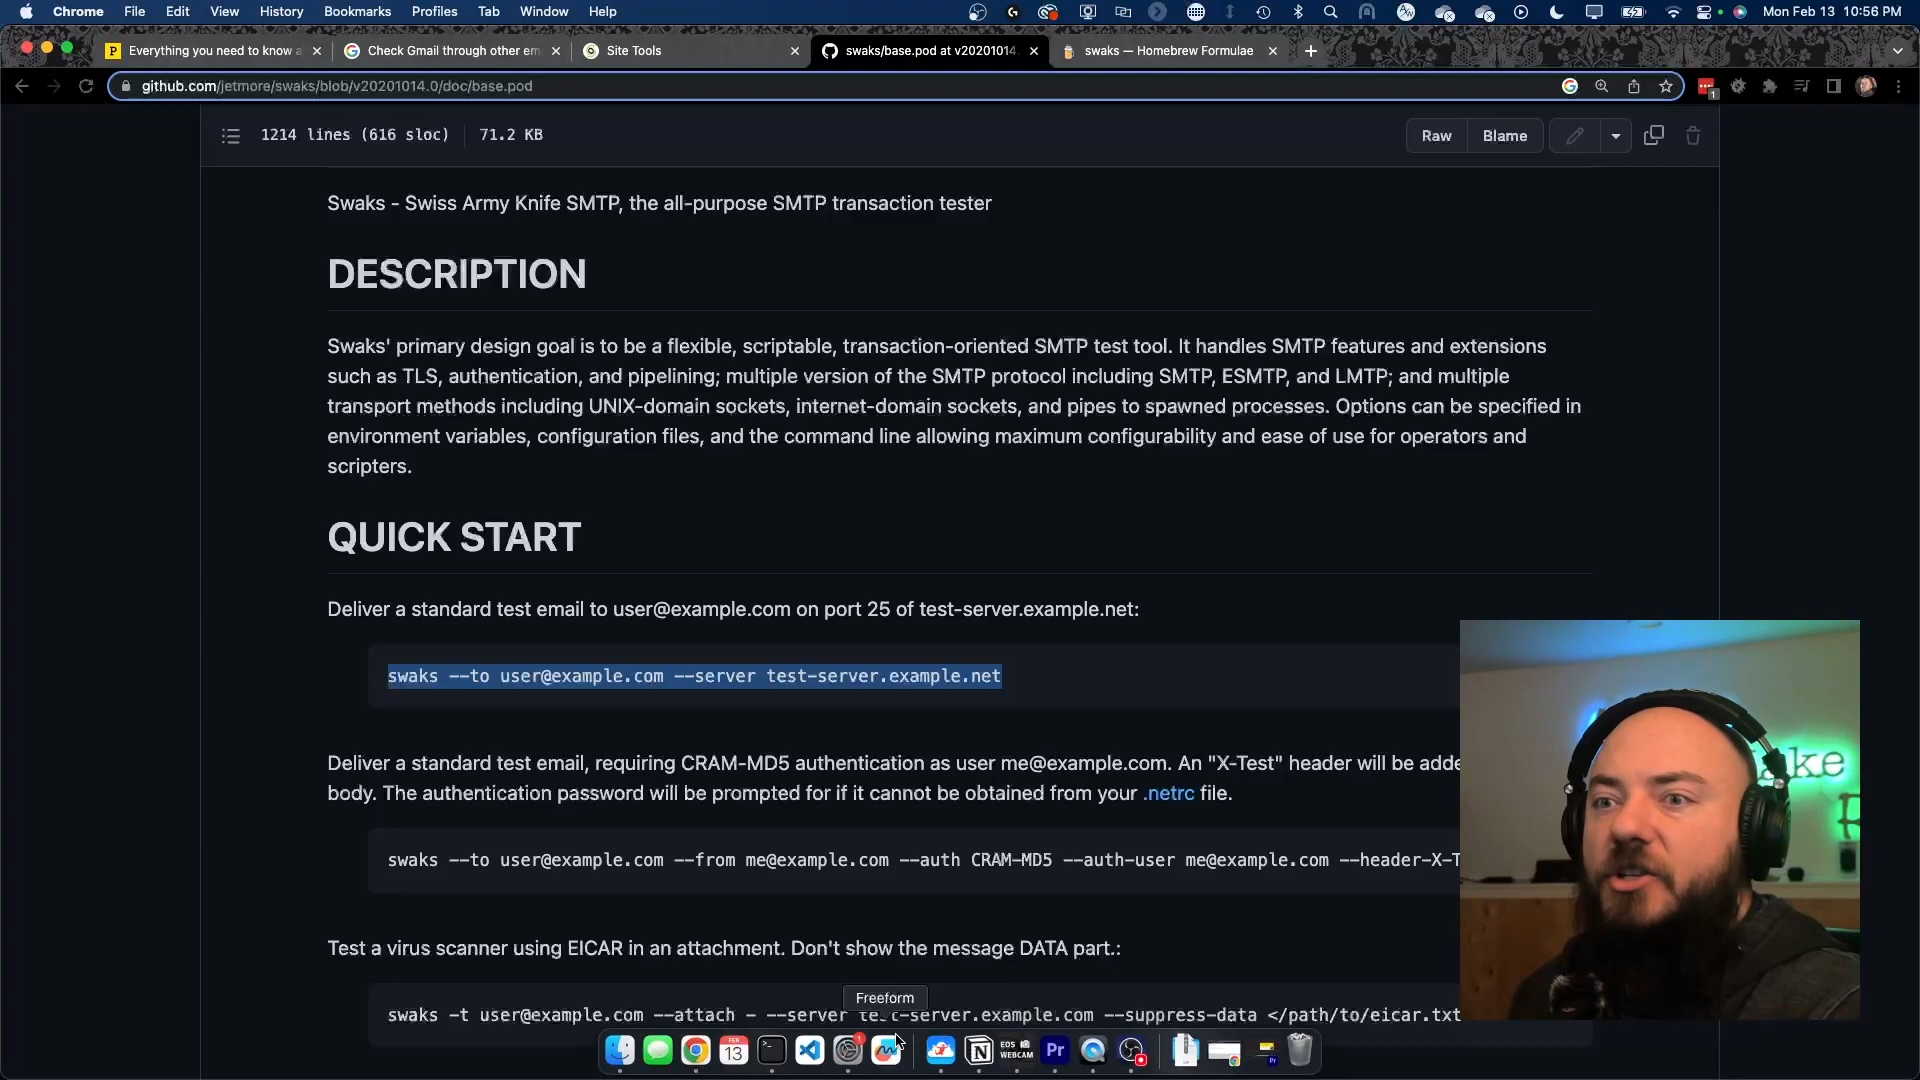 Chrome File Edit View History Bookmarks Profiles Tab Window Help Mon Feb 13 10:56 PM
Everything you need to know a
Check Gmail through other em
Site Tools
swaks/base.pod at v20201014.
swaks — Homebrew Formulae
github.com/jetmore/swaks/blob/v20201014.0/doc/base.pod
1
1214 lines (616 sloc) 71.2 KB
Raw Blame
Swaks - Swiss Army Knife SMTP, the all-purpose SMTP transaction tester
DESCRIPTION
Swaks' primary design goal is to be a flexible, scriptable, transaction-oriented SMTP test tool. It handles SMTP features and extensions
such as TLS, authentication, and pipelining; multiple version of the SMTP protocol including SMTP, ESMTP, and LMTP; and multiple
transport methods including UNIX-domain sockets, internet-domain sockets, and pipes to spawned processes. Options can be specified in
environment variables, configuration files, and the command line allowing maximum configurability and ease of use for operators and
scripters.
QUICK START
Deliver a standard test email to user@example.com on port 25 of test-server.example.net:
swaks --to user@example.com --server test-server.example.net
Deliver a standard test email, requiring CRAM-MD5 authentication as user me@example.com. An "X-Test" header will be adde
body. The authentication password will be prompted for if it cannot be obtained from your .netrc file.
swaks --to user@example.com --from me@example.com --auth CRAM-MD5 --auth-user me@example.com --header-X-T
Test a virus scanner using EICAR in an attachment. Don't show the message DATA part.:
swaks -t user@example.com --attach - --server test-server.example.com --suppress-data </path/to/eicar.txt
Freeform
FEB
13
1
EOS
WEBCAM
Pr
ake